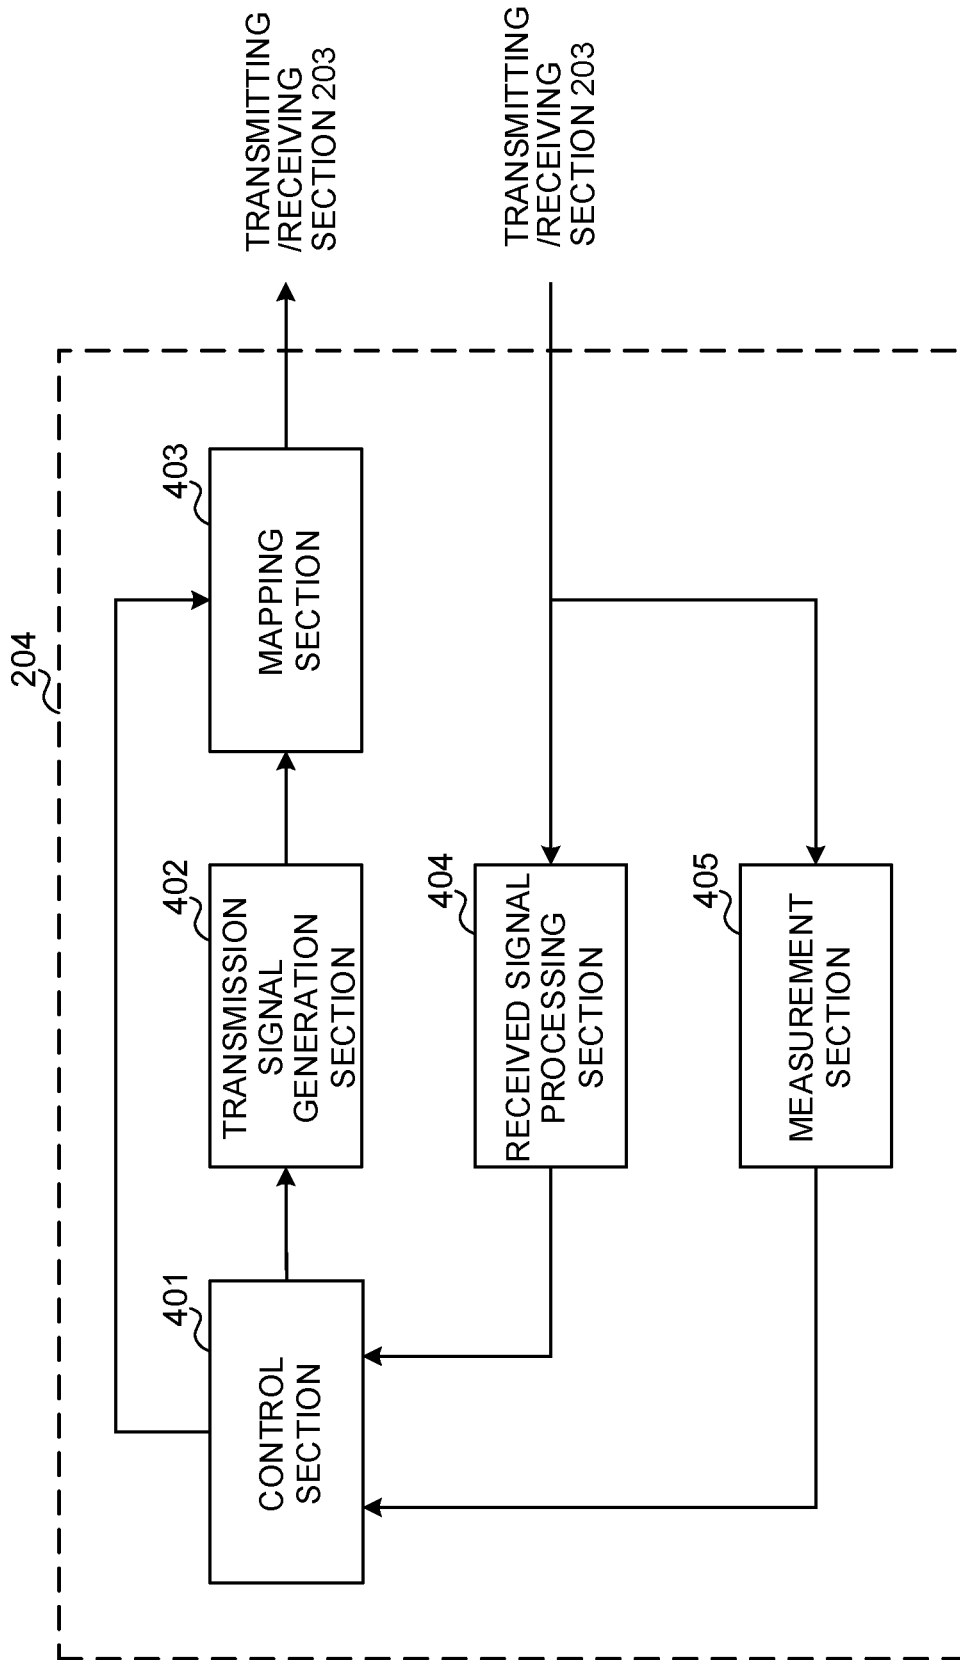 204
401
CONTROL
SECTION
402
TRANSMISSION
SIGNAL
GENERATION
SECTION
403
MAPPING
SECTION
TRANSMITTING
/RECEIVING
SECTION 203
404
RECEIVED SIGNAL
PROCESSING
SECTION
TRANSMITTING
/RECEIVING
SECTION 203
405
MEASUREMENT
SECTION